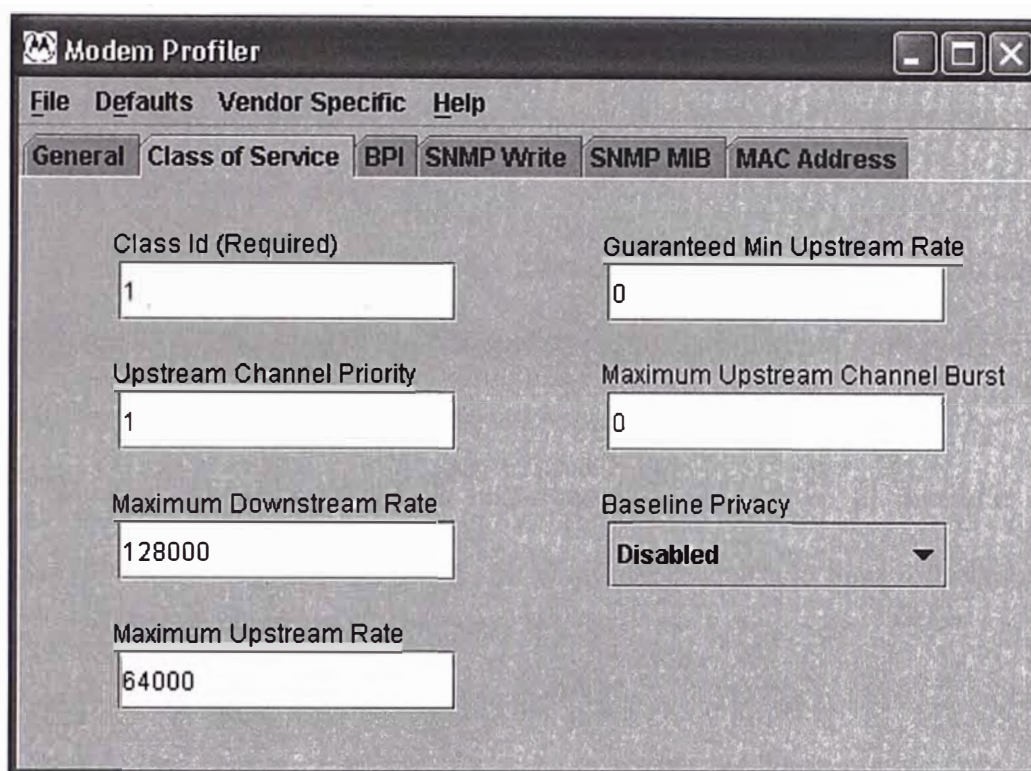 Modem Profiler
File Defaults Vendor Specific Help
General Class of Service BPI SNMP Write SNMP MIB MAC Address
Class Id (Required)
1
Upstream Channel Priority
1
Maximum Downstream Rate
128000
Maximum Upstream Rate
64000
Guaranteed Min Upstream Rate
0
Maximum Upstream Channel Burst
0
Baseline Privacy
Disabled